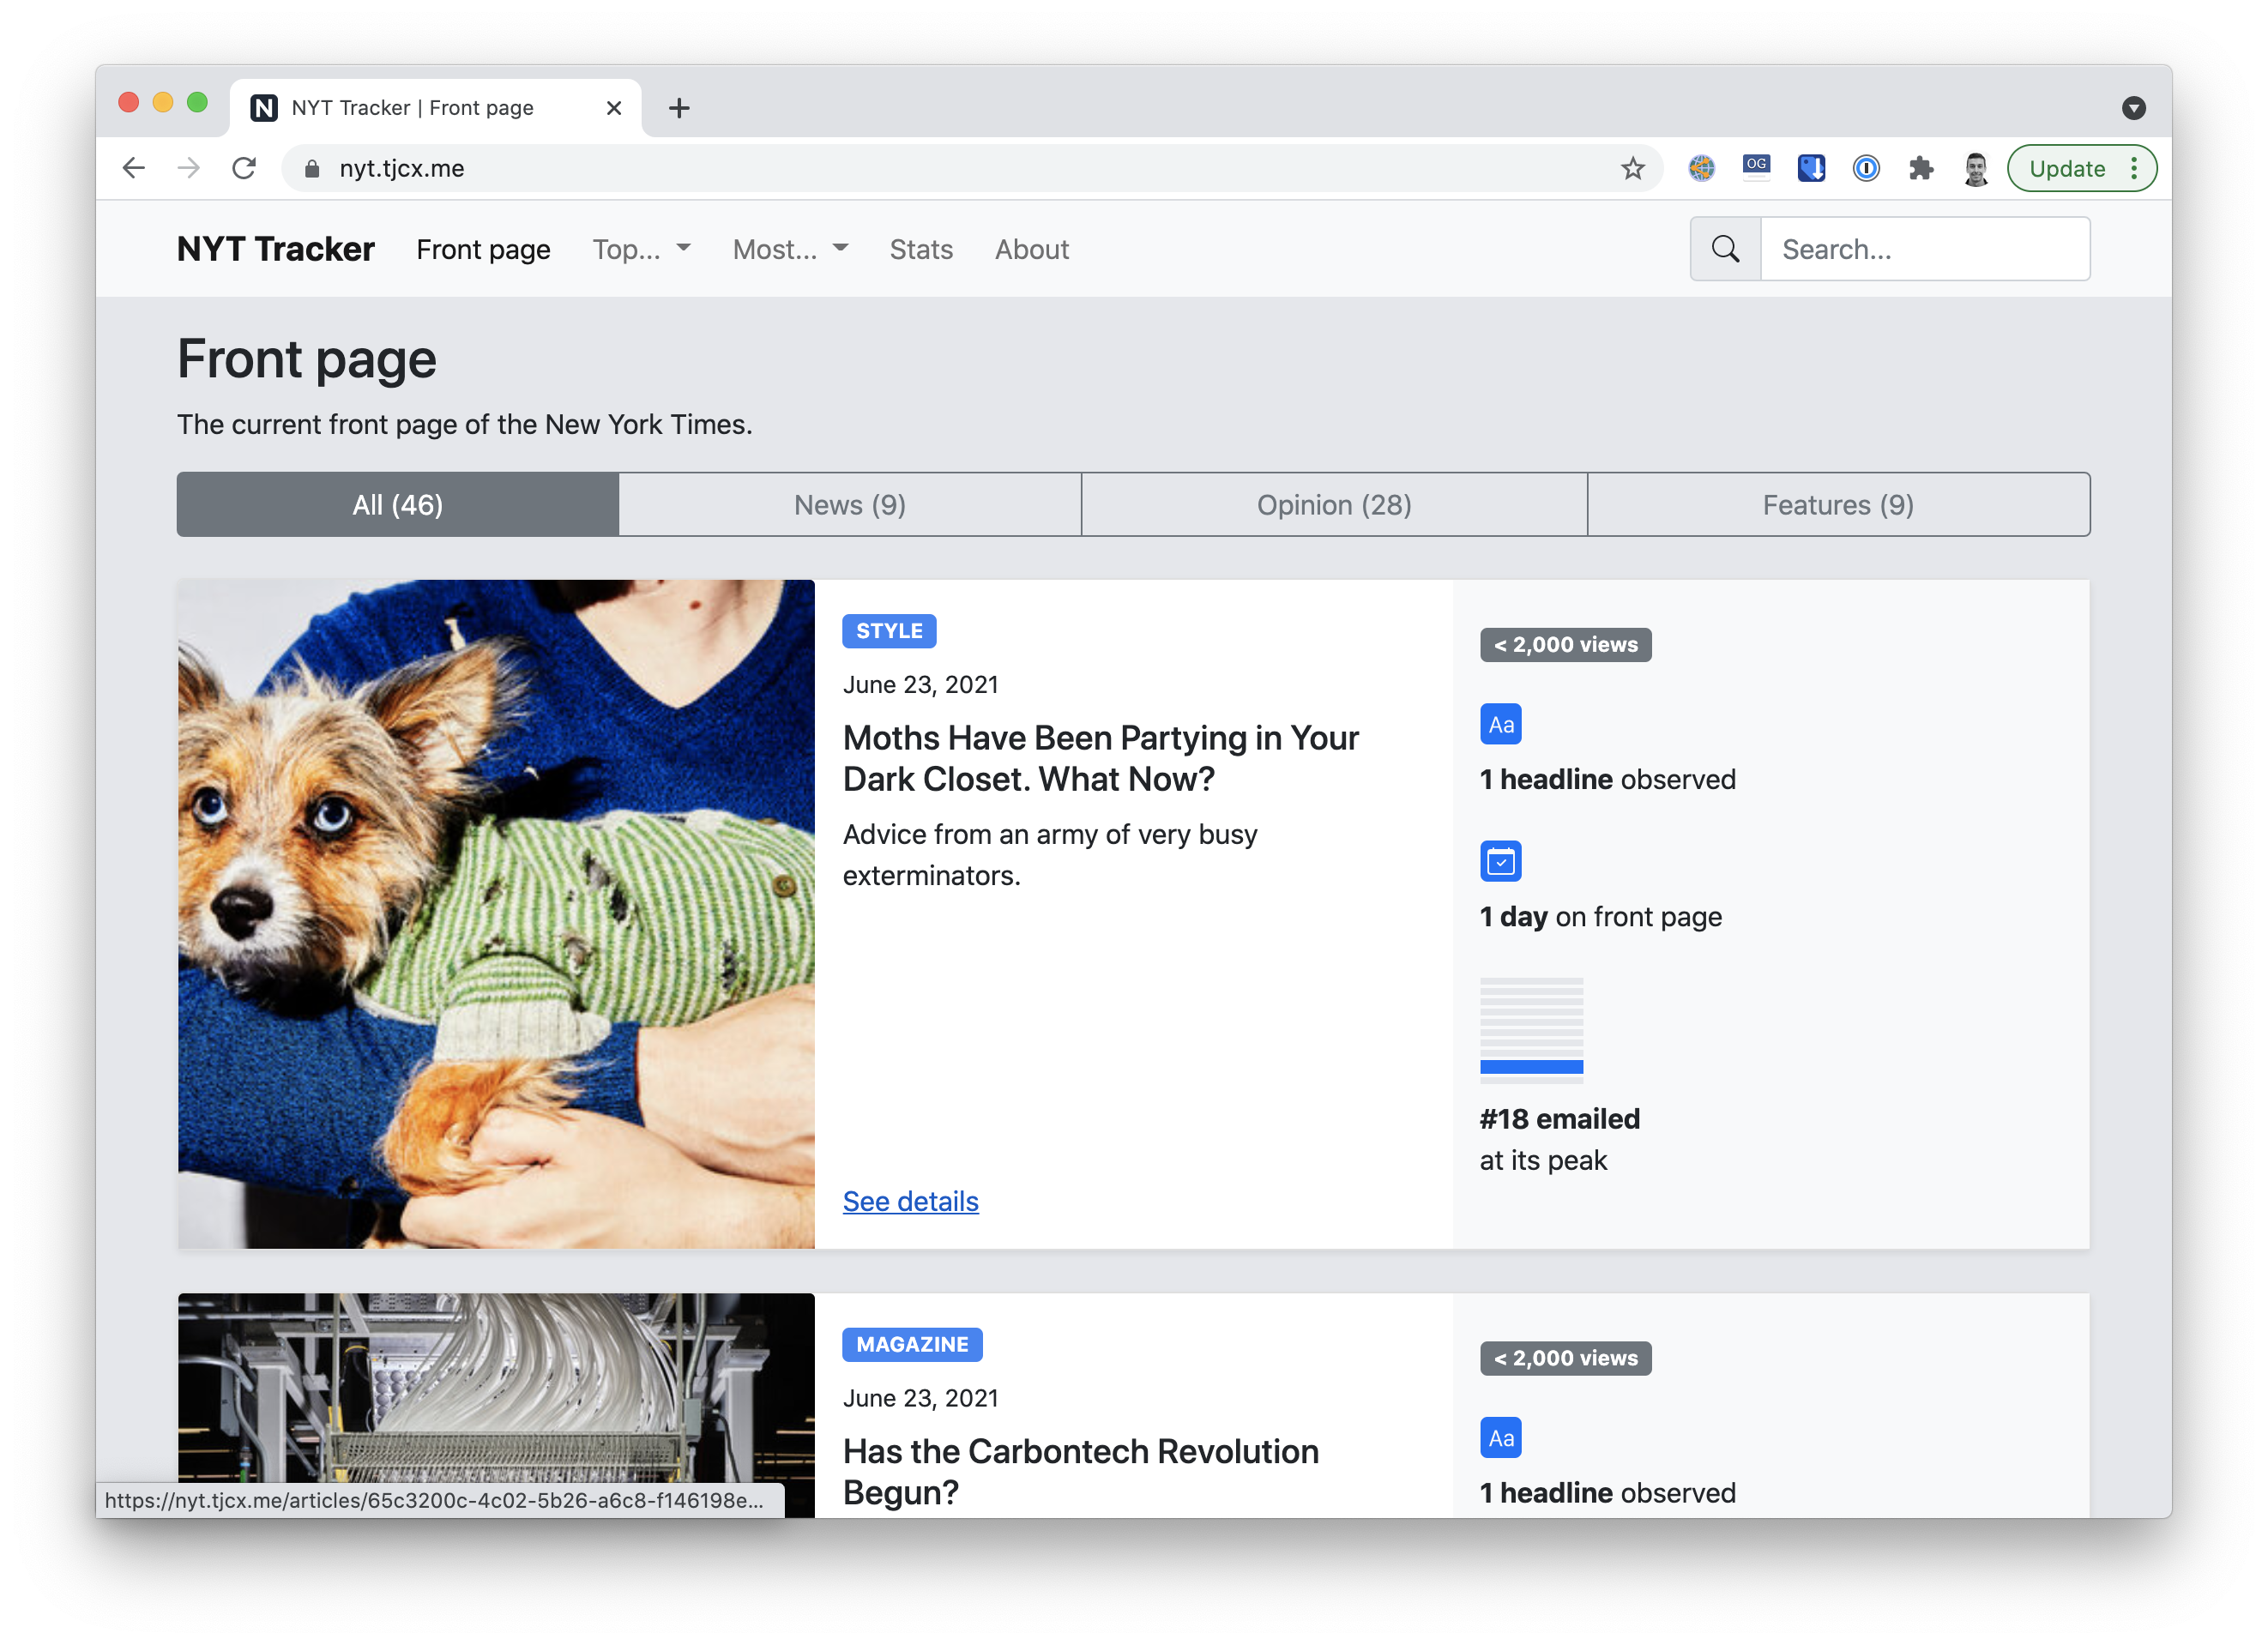 NYT Tracker | Front page
nyt.tjcx.me
OG
Update
NYT Tracker
Front page
Top...
Most...
Stats
About
Search...
Front page
The current front page of the New York Times.
All (46)
News (9)
Opinion (28)
Features (9)
STYLE
June 23, 2021
Moths Have Been Partying in Your
Dark Closet. What Now?
Advice from an army of very busy
exterminators.
See details
< 2,000 views
Aa
1 headline observed
1 day on front page
#18 emailed
at its peak
MAGAZINE
June 23, 2021
Has the Carbontech Revolution
Begun?
< 2,000 views
Aa
1 headline observed
https://nyt.tjcx.me/articles/65c3200c-4c02-5b26-a6c8-f146198e...